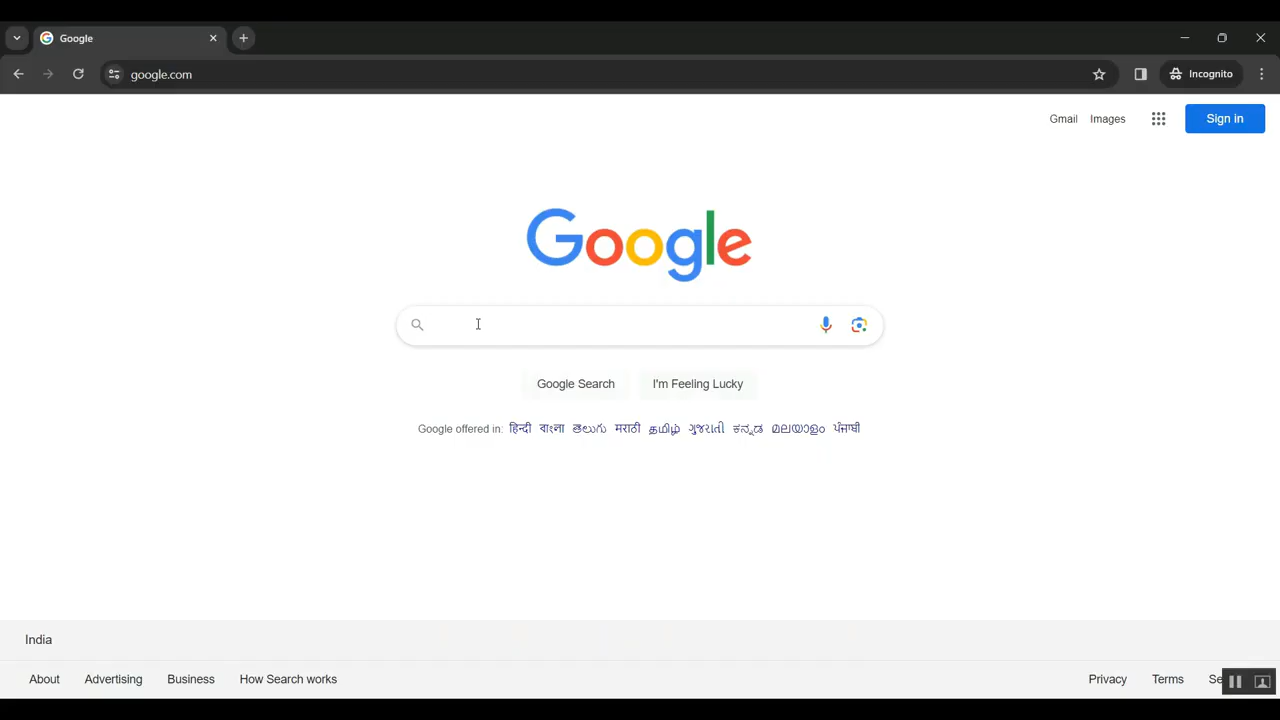 Google
google.com
Incognito
Gmail Images Sign in
Google
Google Search I'm Feeling Lucky
Google offered in: हिन्दी বাংলা తెలుగు मराठी தமிழ் ગુજરાતી ಕನ್ನಡ മലയാളം ਪੰਜਾਬੀ
India
About Advertising Business How Search works Privacy Terms Se